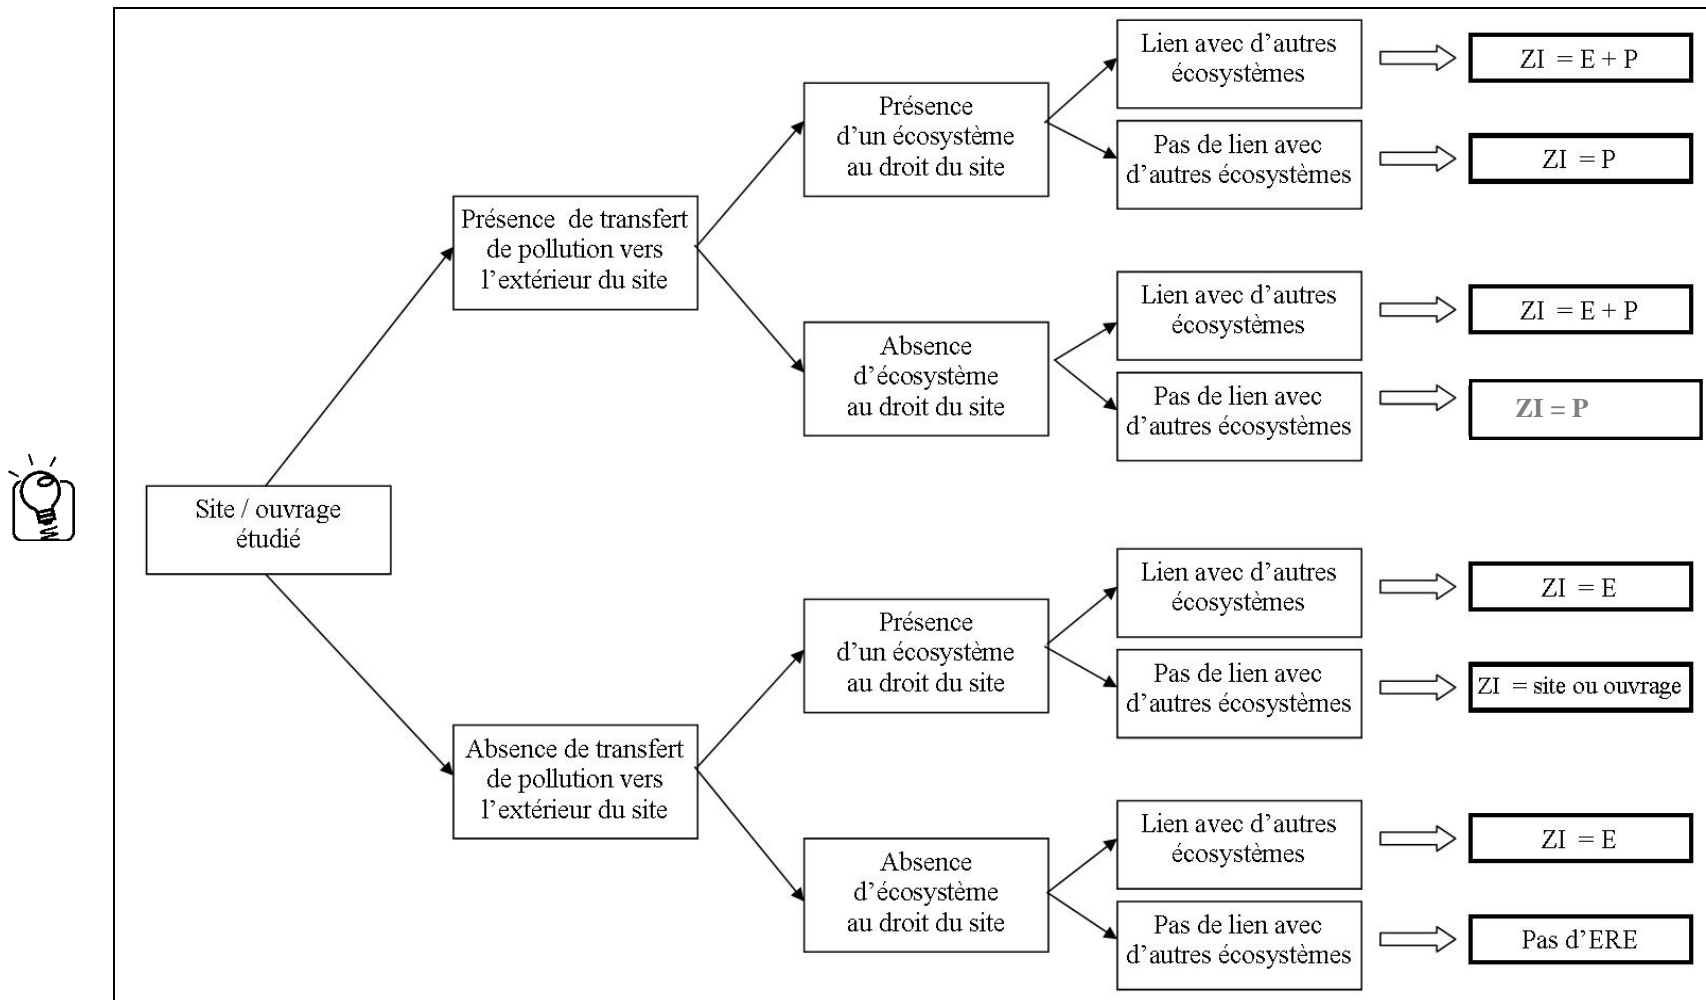 Lien avec d'autres
écosystèmes
ZI = E + P
Présence
d'un écosystème
au droit du site
Pas de lien avec
d'autres écosystèmes
ZI = P
Présence de transfert
de pollution vers
l'extérieur du site
Lien avec d'autres
écosystèmes
ZI = E + P
Absence
d'écosystème
au droit du site
Pas de lien avec
d'autres écosystèmes
ZI = P
Site / ouvrage
étudié
Lien avec d'autres
écosystèmes
ZI = E
Présence
d'un écosystème
au droit du site
Pas de lien avec
d'autres écosystèmes
ZI = site ou ouvrage
Absence de transfert
de pollution vers
l'extérieur du site
Lien avec d'autres
écosystèmes
ZI = E
Absence
d'écosystème
au droit du site
Pas de lien avec
d'autres écosystèmes
Pas d'ERE